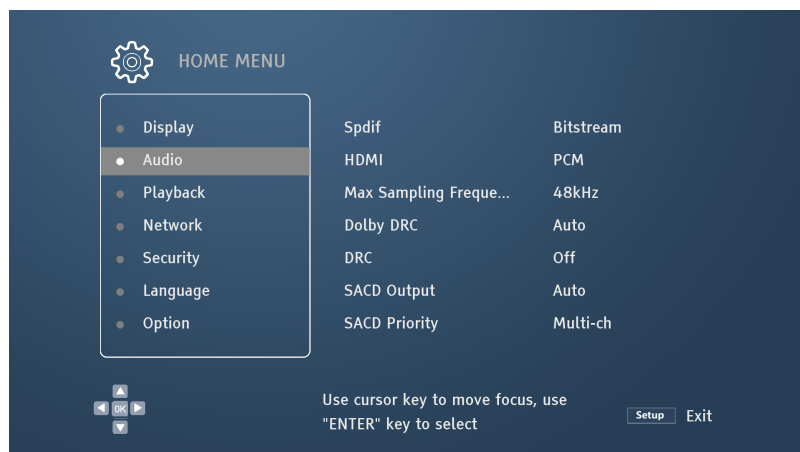 HOME MENU
Display
Audio
Playback
Network
Security
Language
Option
Spdif Bitstream
HDMI PCM
Max Sampling Freque... 48kHz
Dolby DRC Auto
DRC Off
SACD Output Auto
SACD Priority Multi-ch
OK
Use cursor key to move focus, use
"ENTER" key to select
Setup Exit